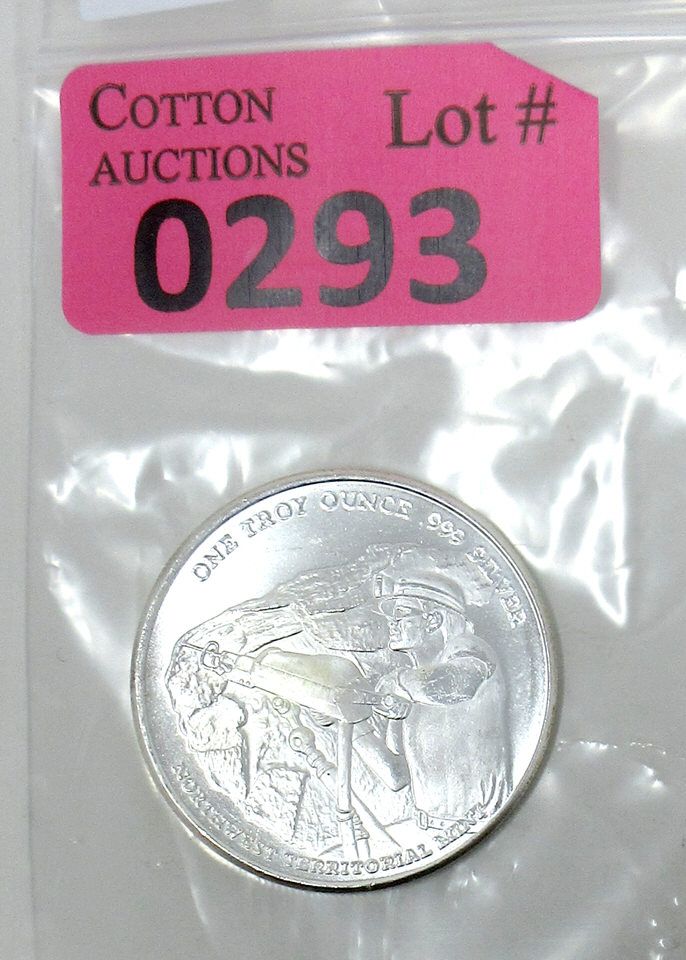 COTTON
AUCTIONS
Lot #
0293
ONE TROY OUNCE .999 SILVER
NORTHWEST TERRITORIAL MINT